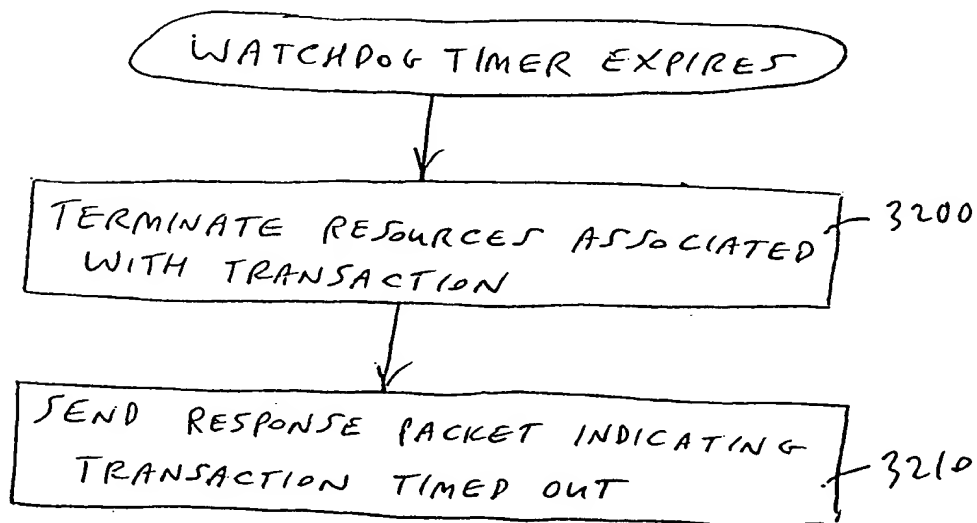 WATCHDOG TIMER EXPIRES
TERMINATE RESOURCES ASSOCIATED
WITH TRANSACTION
3200
SEND RESPONSE PACKET INDICATING
TRANSACTION TIMED OUT
3210